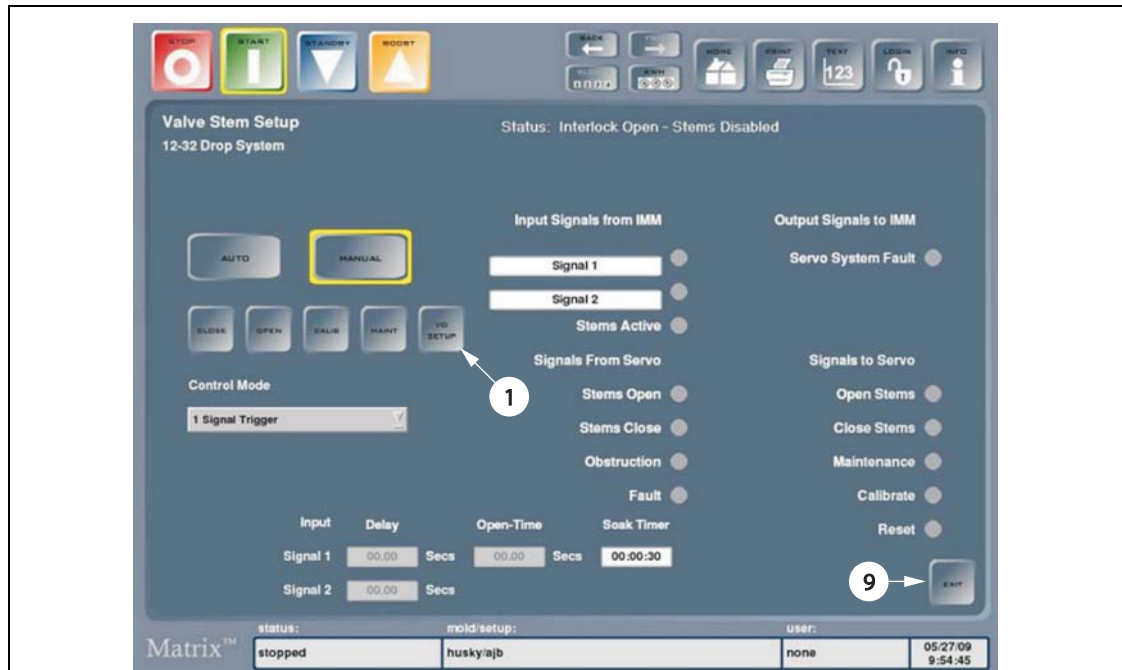 STOP START STANDBY BOOST BACK HOME PRINT TEXT LOGIN INFO
123
Valve Stem Setup
Status: Interlock Open - Stems Disabled
12-32 Drop System
Input Signals from IMM
Output Signals to IMM
AUTO MANUAL
Signal 1
Servo System Fault
Signal 2
Stems Active
CLOSE OPEN CALIB MAINT I/O SETUP
Signals From Servo
Signals to Servo
Control Mode
1
Stems Open
Open Stems
1 Signal Trigger
Stems Close
Close Stems
Obstruction
Maintenance
Fault
Calibrate
Input Delay Open-Time Soak Timer
Reset
Signal 1 00.00 Secs 00.00 Secs 00:00:30
9
EXIT
Signal 2 00.00 Secs
Matrix™
status: mold/setup: user:
stopped husky/ajb none 05/27/09
9:54:45